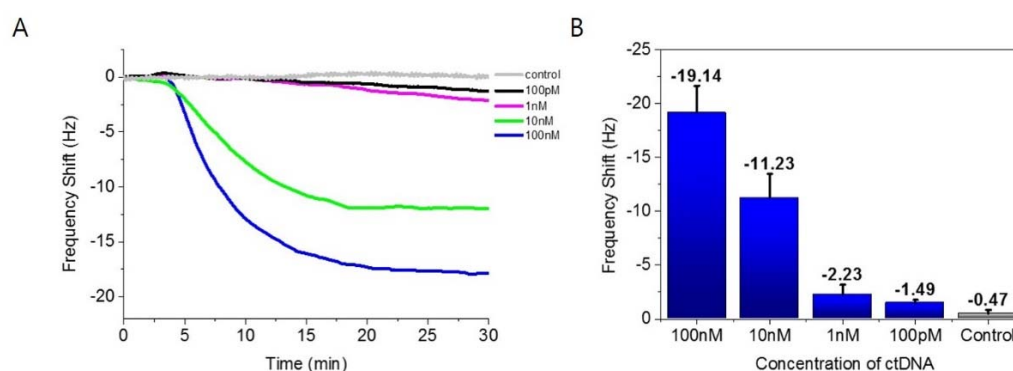 A
Frequency Shift (Hz)
0
-5
-10
-15
-20
0 5 10 15 20 25 30
Time (min)
control
100pM
1nM
10nM
100nM
B
Frequency Shift (Hz)
-25
-20
-15
-10
-5
0
-19.14
-11.23
-2.23
-1.49
-0.47
100nM 10nM 1nM 100pM Control
Concentration of ctDNA